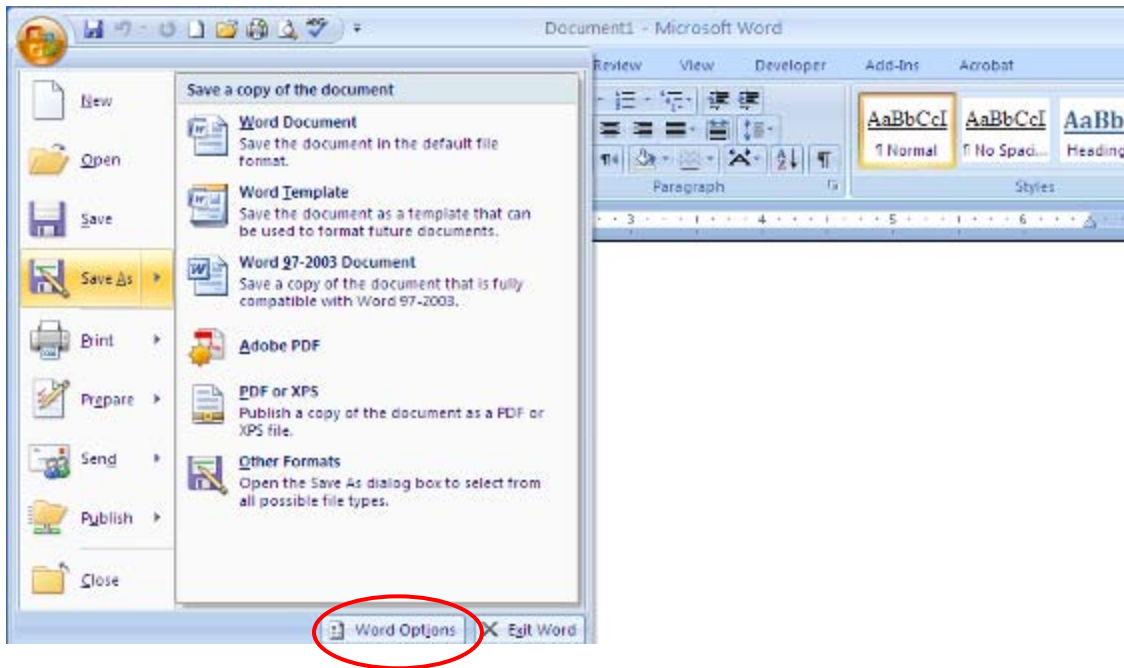 Document1 - Microsoft Word
Review View Developer Add-Ins Acrobat
New
Open
Save
Save As
Print
Prepare
Send
Publish
Close
Save a copy of the document
Word Document
Save the document in the default file
format.
Word Template
Save the document as a template that can
be used to format future documents.
Word 97-2003 Document
Save a copy of the document that is fully
compatible with Word 97-2003.
Adobe PDF
PDF or XPS
Publish a copy of the document as a PDF or
XPS file.
Other Formats
Open the Save As dialog box to select from
all possible file types.
Word Options
Exit Word
AaBbCcI AaBbCcI AaBb
¶ Normal ¶ No Spaci... Heading
Paragraph Styles
3 4 5 6